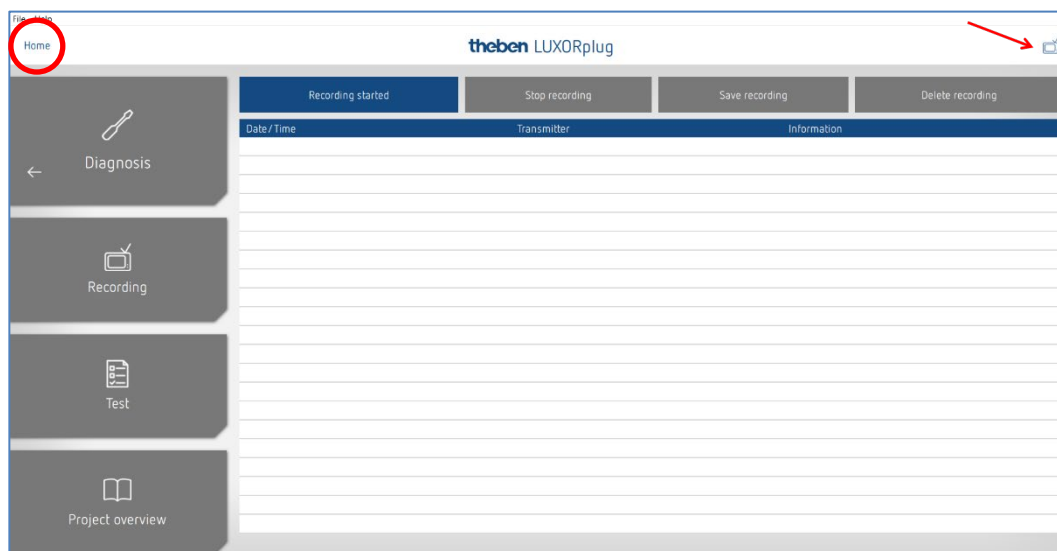 File Help
Home
theben LUXORplug
Recording started Stop recording Save recording Delete recording
Date/Time Transmitter Information
Diagnosis
Recording
Test
Project overview